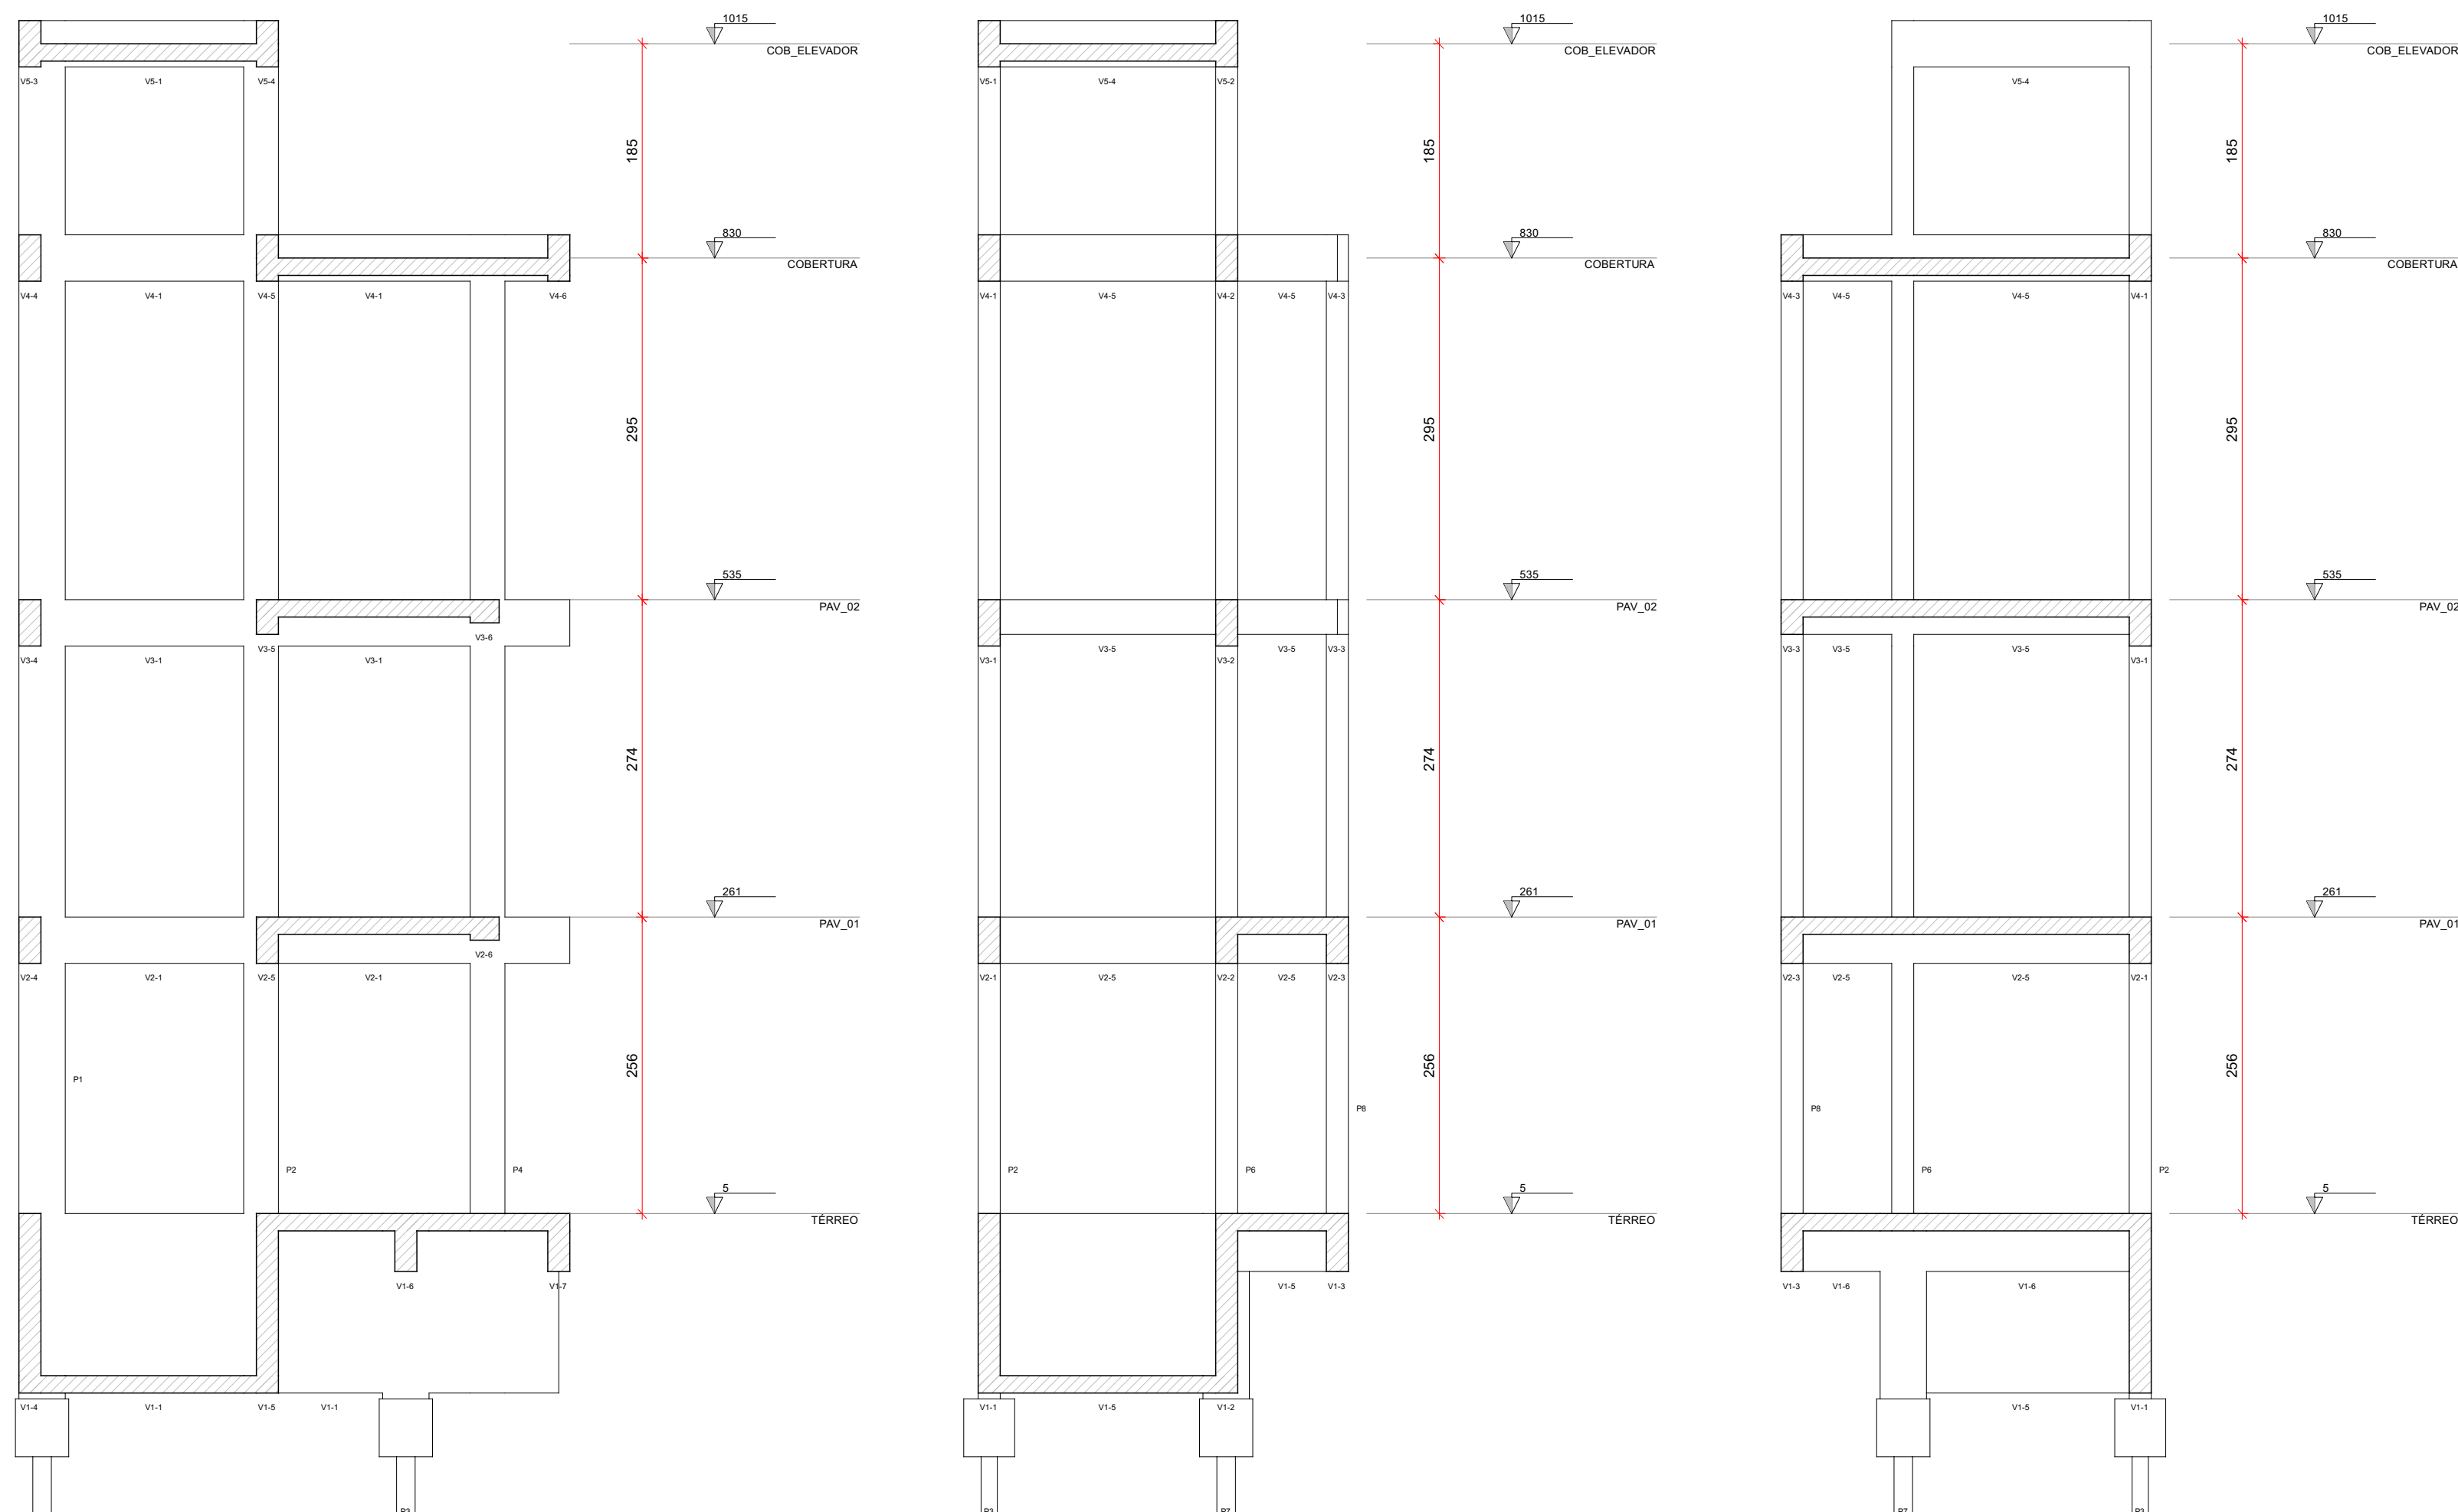 1015
COB_ELEVADOR
V5-3
V5-1
V5-4
185
830
COBERTURA
V4-4
V4-1
V4-5
V4-1
V4-6
295
535
PAV_02
V3-6
V3-5
V3-4
V3-1
V3-1
274
261
PAV_01
V2-6
V2-4
V2-1
V2-5
V2-1
256
P1
P2
P4
5
TÉRREO
V1-6
V1-7
V1-4
V1-1
V1-5
V1-1
P3
1015
COB_ELEVADOR
V5-1
V5-4
V5-2
185
830
COBERTURA
V4-1
V4-5
V4-2
V4-5
V4-3
295
535
PAV_02
V3-5
V3-5
V3-3
V3-1
V3-2
274
261
PAV_01
V2-1
V2-5
V2-2
V2-5
V2-3
256
P8
P2
P6
5
TÉRREO
V1-5
V1-3
V1-1
V1-5
V1-2
P3
P7
1015
COB_ELEVADOR
V5-4
185
830
COBERTURA
V4-3
V4-5
V4-5
V4-1
295
535
PAV_02
V3-3
V3-5
V3-5
V3-1
274
261
PAV_01
V2-3
V2-5
V2-5
V2-1
256
P8
P6
P2
5
TÉRREO
V1-3
V1-6
V1-6
V1-5
V1-1
P7
P3